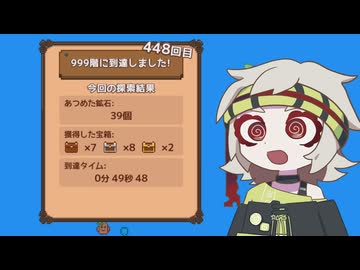 448回目
999階に到達しました!
今回の探索結果
あつめた鉱石:
39個
獲得した宝箱:
×7 ×8 ×2
到達タイム:
0分 49秒 48